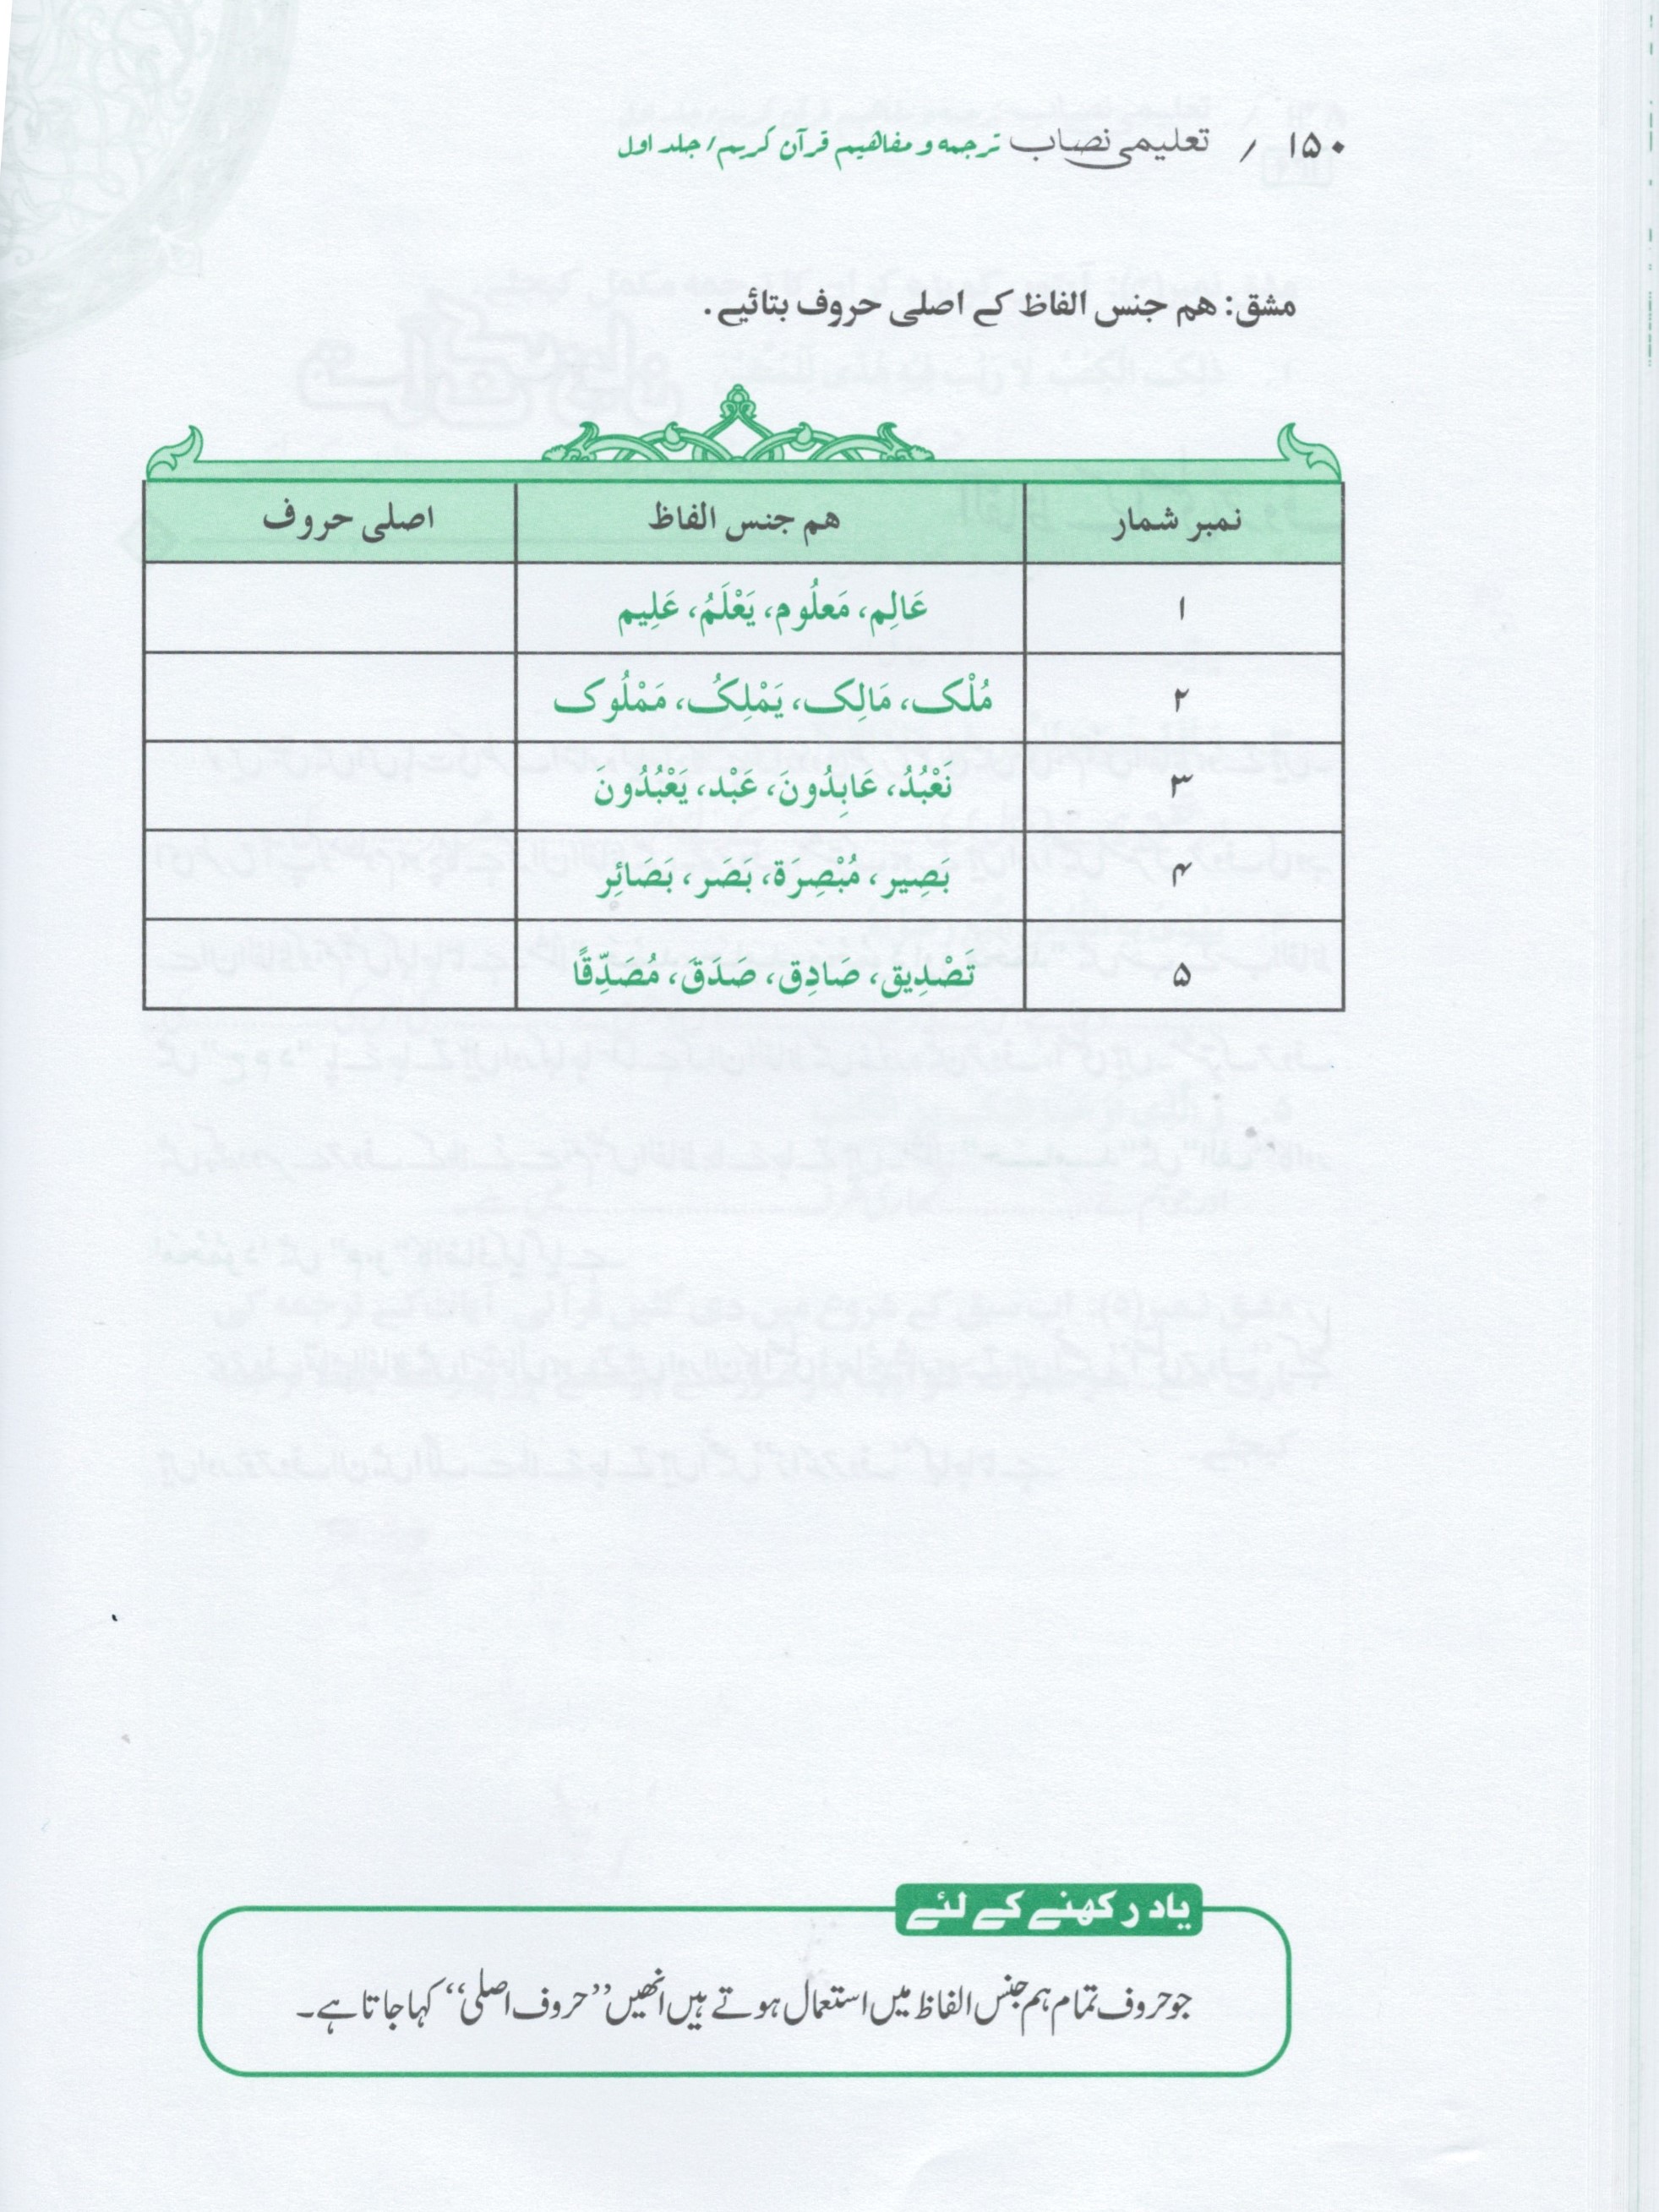 ۱۵۰ / تعلیمی نصاب ترجمه و مفاهیم قرآن کریم/ جلد اول
مشق: هم جنس الفاظ کے اصلی حروف بتائیے.
نمبر شمار هم جنس الفاظ اصلی حروف
۱ عَالِم، مَعلُوم، يَعْلَمُ، عَلِيم
۲ مُلْک، مَالِک، يَمْلِکُ، مَمْلُوک
۳ نَعْبُدُ، عَابِدُونَ، عَبْد، يَعْبُدُونَ
۴ بَصِير، مُبْصِرَة، بَصَر، بَصَائِر
۵ تَصْدِيق، صَادِق، صَدَقَ، مُصَدِّقًا
یاد رکھنے کے لئے
جو حروف تمام ہم جنس الفاظ میں استعمال ہوتے ہیں انھیں ”حروف اصلی“ کہا جاتا ہے۔